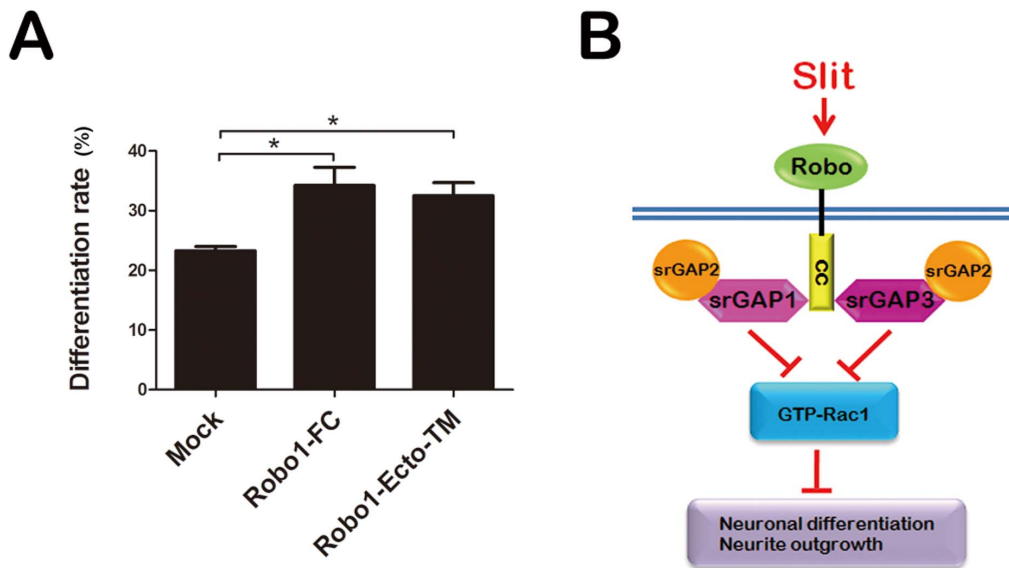 A
Differentiation rate (%)
40
30
20
10
0
*
*
Mock
Robo1-FC
Robo1-Ecto-TM
B
Slit
Robo
CC
srGAP2
srGAP1
srGAP3
srGAP2
GTP-Rac1
Neuronal differentiation
Neurite outgrowth